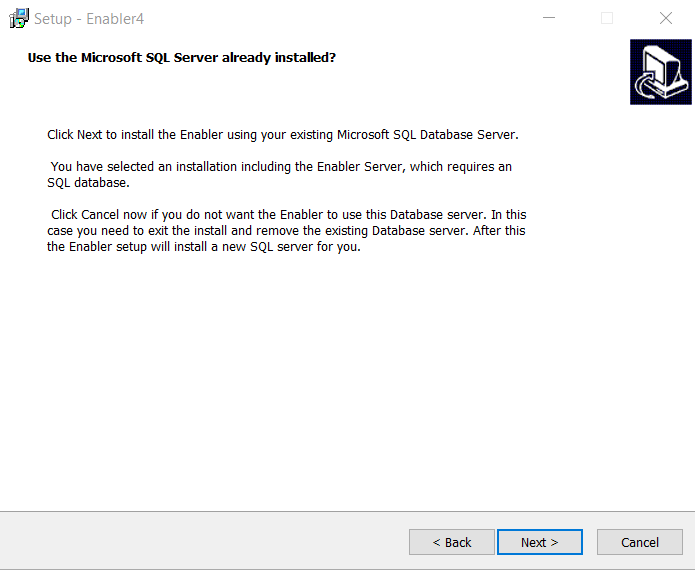 Setup - Enabler4
Use the Microsoft SQL Server already installed?
Click Next to install the Enabler using your existing Microsoft SQL Database Server.
You have selected an installation including the Enabler Server, which requires an
SQL database.
Click Cancel now if you do not want the Enabler to use this Database server. In this
case you need to exit the install and remove the existing Database server. After this
the Enabler setup will install a new SQL server for you.
< Back
Next >
Cancel